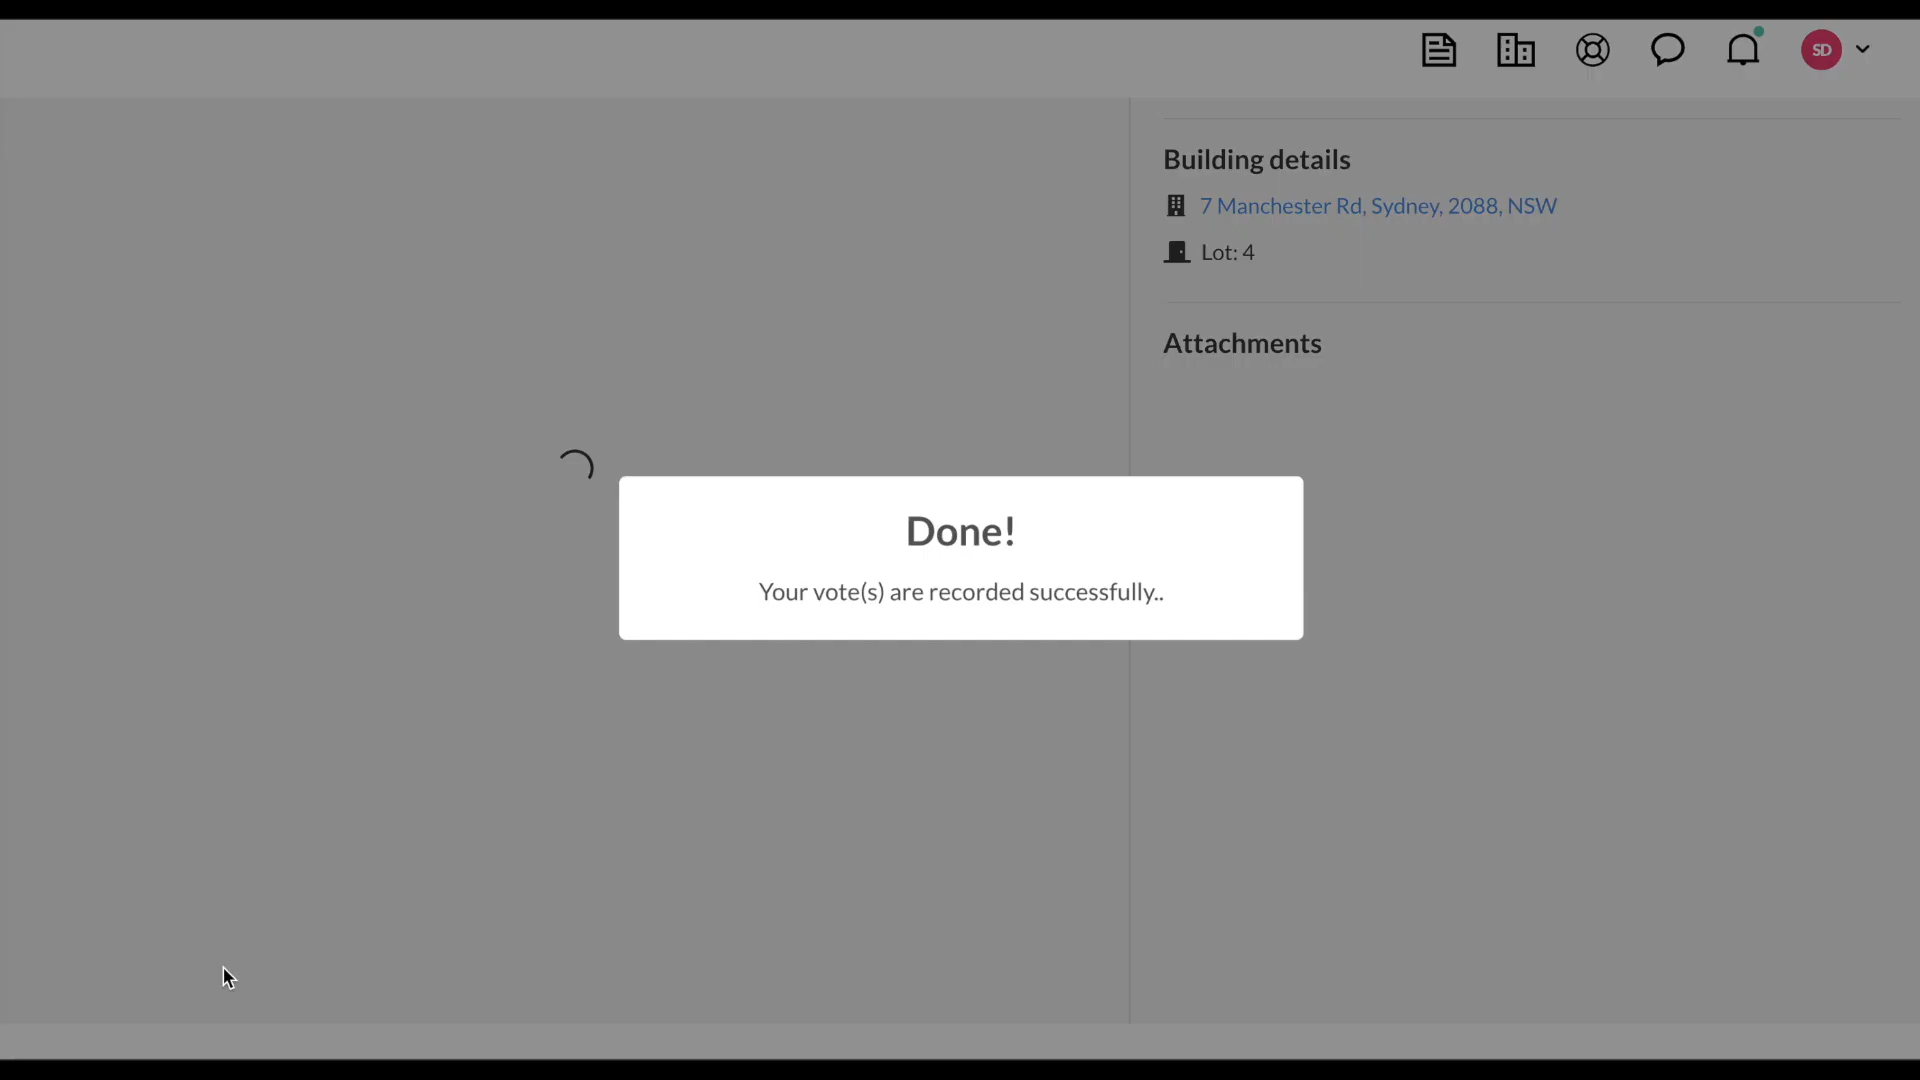 SD
Building details
7 Manchester Rd, Sydney, 2088, NSW
Lot: 4
Attachments
Done!
Your vote(s) are recorded successfully..